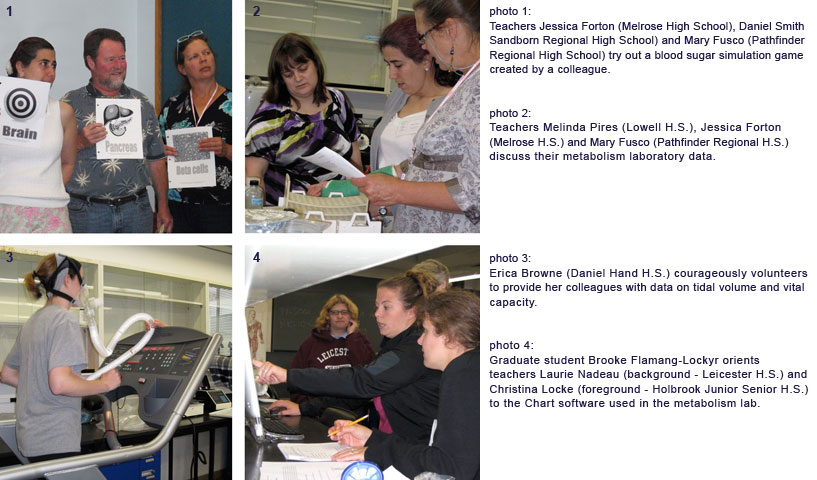 1
2
Brain
Pancreas
Beta cells
photo 1:
Teachers Jessica Forton (Melrose High School), Daniel Smith
Sandborn Regional High School) and Mary Fusco (Pathfinder
Regional High School) try out a blood sugar simulation game
created by a colleague.
photo 2:
Teachers Melinda Pires (Lowell H.S.), Jessica Forton
(Melrose H.S.) and Mary Fusco (Pathfinder Regional H.S.)
discuss their metabolism laboratory data.
3
4
LEICEST
photo 3:
Erica Browne (Daniel Hand H.S.) courageously volunteers
to provide her colleagues with data on tidal volume and vital
capacity.
photo 4:
Graduate student Brooke Flamang-Lockyr orients
teachers Laurie Nadeau (background - Leicester H.S.) and
Christina Locke (foreground - Holbrook Junior Senior H.S.)
to the Chart software used in the metabolism lab.